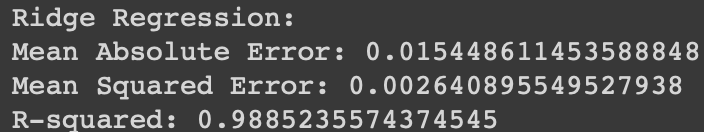 Ridge Regression:
Mean Absolute Error: 0.015448611453588848
Mean Squared Error: 0.002640895549527938
R-squared: 0.9885235574374545